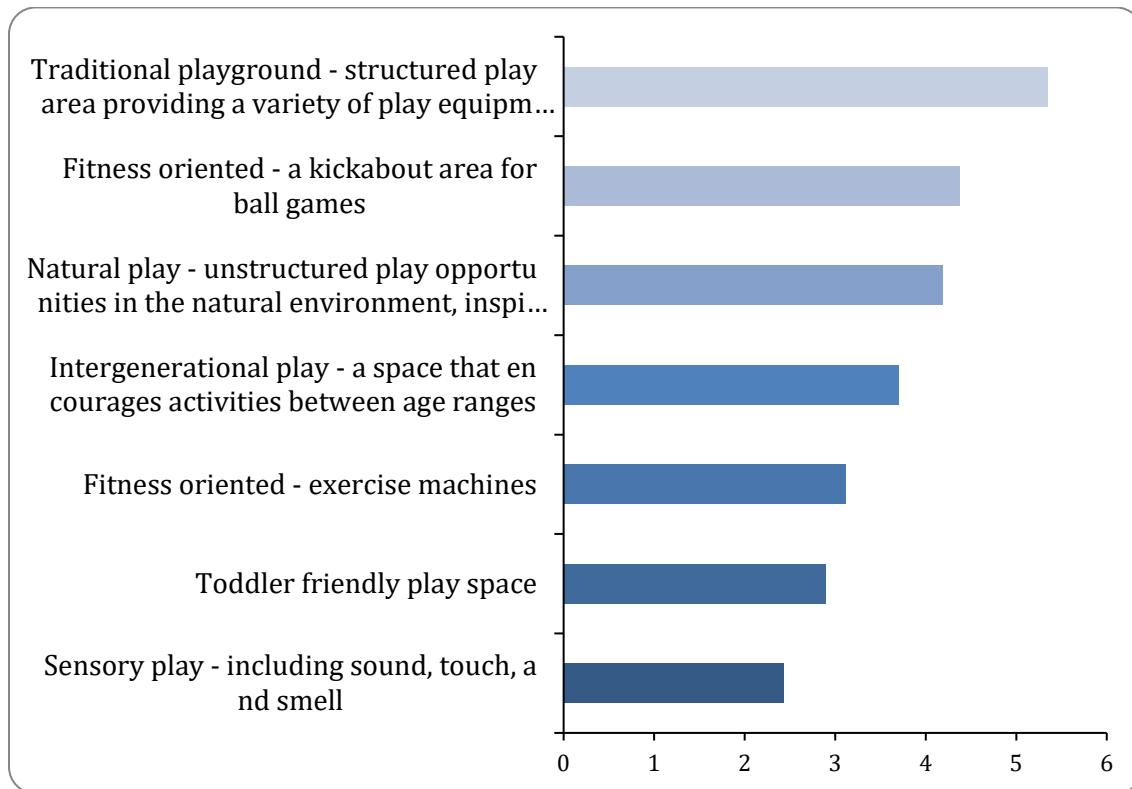 Traditional playground - structured play
area providing a variety of play equipm…
Fitness oriented - a kickabout area for
ball games
Natural play - unstructured play opportu
nities in the natural environment, inspi…
Intergenerational play - a space that en
courages activities between age ranges
Fitness oriented - exercise machines
Toddler friendly play space
Sensory play - including sound, touch, a
nd smell
0 1 2 3 4 5 6